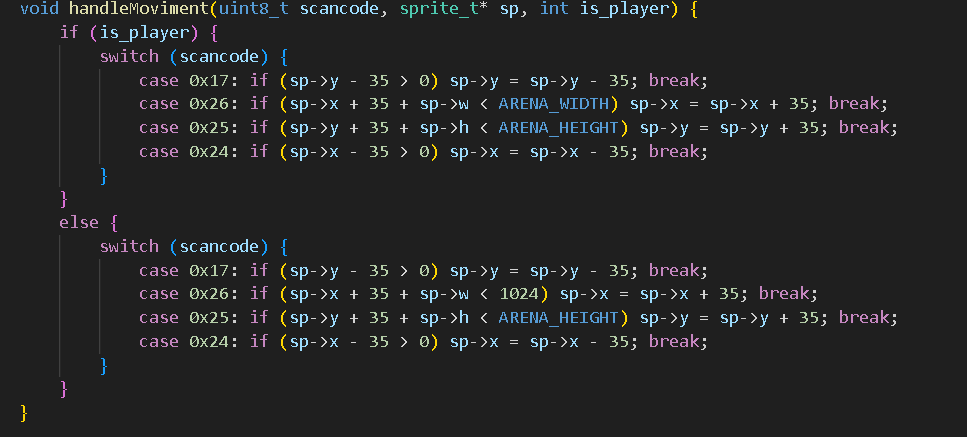 void handleMoviment(uint8_t scancode, sprite_t* sp, int is_player) {
    if (is_player) {
        switch (scancode) {
            case 0x17: if (sp->y - 35 > 0) sp->y = sp->y - 35; break;
            case 0x26: if (sp->x + 35 + sp->w < ARENA_WIDTH) sp->x = sp->x + 35; break;
            case 0x25: if (sp->y + 35 + sp->h < ARENA_HEIGHT) sp->y = sp->y + 35; break;
            case 0x24: if (sp->x - 35 > 0) sp->x = sp->x - 35; break;
        }
    }
    else {
        switch (scancode) {
            case 0x17: if (sp->y - 35 > 0) sp->y = sp->y - 35; break;
            case 0x26: if (sp->x + 35 + sp->w < 1024) sp->x = sp->x + 35; break;
            case 0x25: if (sp->y + 35 + sp->h < ARENA_HEIGHT) sp->y = sp->y + 35; break;
            case 0x24: if (sp->x - 35 > 0) sp->x = sp->x - 35; break;
        }
    }
}